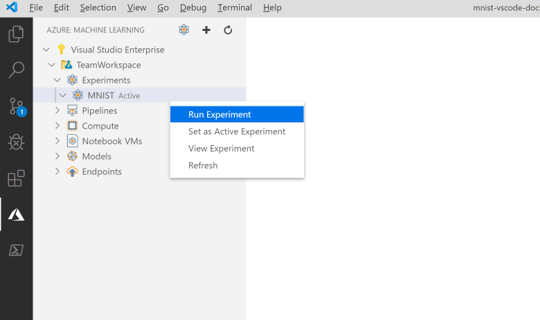 File Edit Selection View Go Debug Terminal Help mnist-vscode-doc
AZURE: MACHINE LEARNING
Visual Studio Enterprise
TeamWorkspace
Experiments
1
MNIST Active
Pipelines
Run Experiment
Compute
Set as Active Experiment
Notebook VMs
View Experiment
Models
Refresh
Endpoints